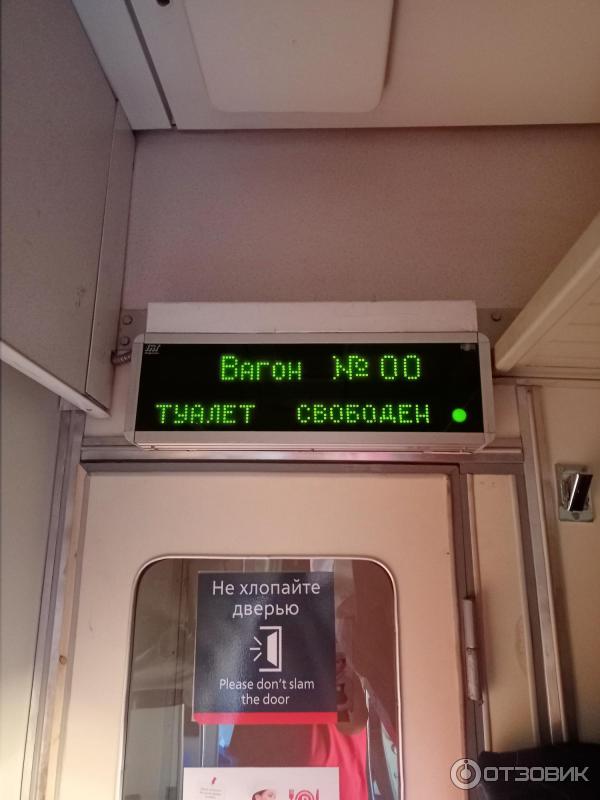 Вагон №00
ТУАЛЕТ СВОБОДЕН
Не хлопайте
дверью
Please don't slam
the door
ОТЗОВИК